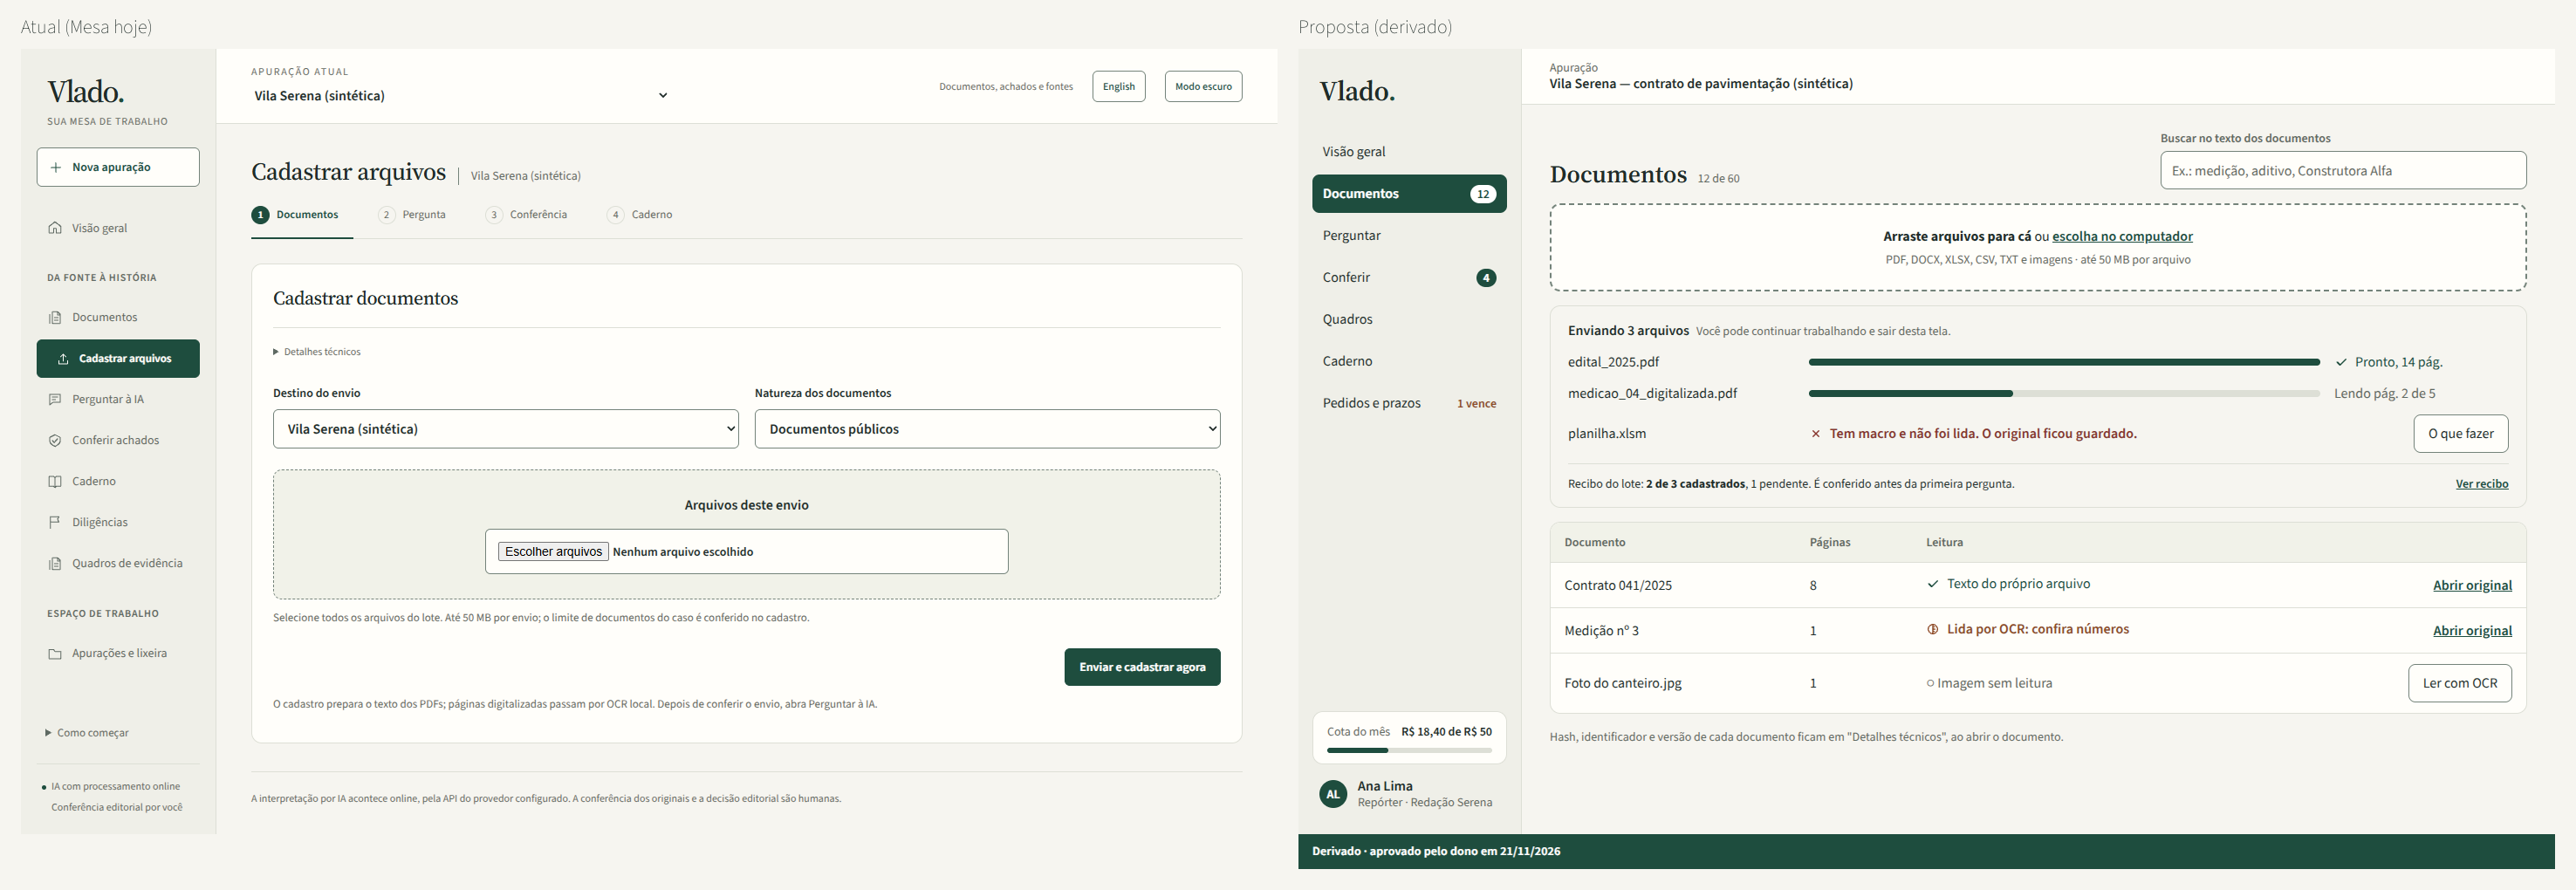 Atual (Mesa hoje)
Vlado.
SUA MESA DE TRABALHO
Nova apuração
Visão geral
DA FONTE À HISTÓRIA
Documentos
Cadastrar arquivos
Perguntar à IA
Conferir achados
Caderno
Diligências
Quadros de evidência
ESPAÇO DE TRABALHO
Apurações e lixeira
Como começar
IA com processamento online
Conferência editorial por você
APURAÇÃO ATUAL
Vila Serena (sintética)
Documentos, achados e fontes
English
Modo escuro
Cadastrar arquivos | Vila Serena (sintética)
1 Documentos 2 Pergunta 3 Conferência 4 Caderno
Cadastrar documentos
Detalhes técnicos
Destino do envio Natureza dos documentos
Vila Serena (sintética) Documentos públicos
Arquivos deste envio
Escolher arquivos Nenhum arquivo escolhido
Selecione todos os arquivos do lote. Até 50 MB por envio; o limite de documentos do caso é conferido no cadastro.
Enviar e cadastrar agora
O cadastro prepara o texto dos PDFs; páginas digitalizadas passam por OCR local. Depois de conferir o envio, abra Perguntar à IA.
A interpretação por IA acontece online, pela API do provedor configurado. A conferência dos originais e a decisão editorial são humanas.
Proposta (derivado)
Vlado.
Visão geral
Documentos 12
Perguntar
Conferir 4
Quadros
Caderno
Pedidos e prazos 1 vence
Cota do mês R$ 18,40 de R$ 50
AL Ana Lima
Repórter · Redação Serena
Apuração
Vila Serena — contrato de pavimentação (sintética)
Buscar no texto dos documentos
Documentos 12 de 60
Ex.: medição, aditivo, Construtora Alfa
Arraste arquivos para cá ou escolha no computador
PDF, DOCX, XLSX, CSV, TXT e imagens · até 50 MB por arquivo
Enviando 3 arquivos Você pode continuar trabalhando e sair desta tela.
edital_2025.pdf ✓ Pronto, 14 pág.
medicao_04_digitalizada.pdf Lendo pág. 2 de 5
planilha.xlsm × Tem macro e não foi lida. O original ficou guardado. O que fazer
Recibo do lote: 2 de 3 cadastrados, 1 pendente. É conferido antes da primeira pergunta. Ver recibo
Documento Páginas Leitura
Contrato 041/2025 8 ✓ Texto do próprio arquivo Abrir original
Medição nº 3 1 Lida por OCR: confira números Abrir original
Foto do canteiro.jpg 1 ○ Imagem sem leitura Ler com OCR
Hash, identificador e versão de cada documento ficam em "Detalhes técnicos", ao abrir o documento.
Derivado · aprovado pelo dono em 21/11/2026